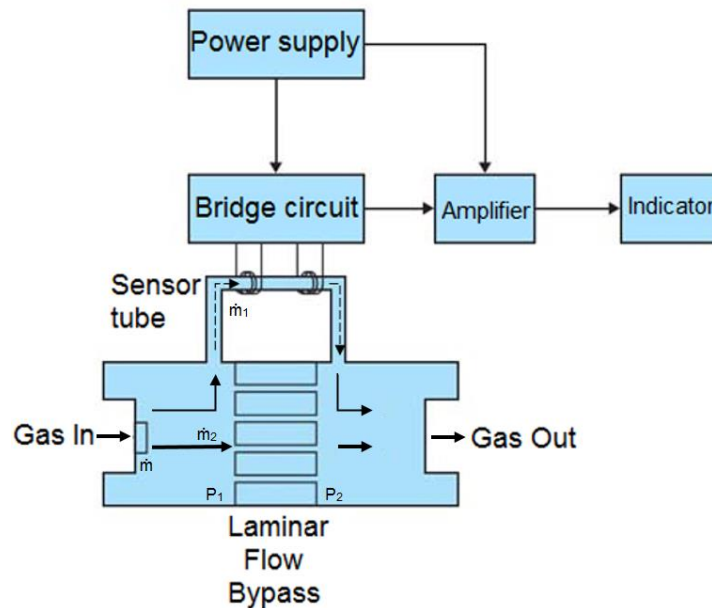 Power supply
Bridge circuit
Amplifier
Indicator
Sensor
tube
ṁ₁
Gas In
ṁ
ṁ₂
Gas Out
P₁
P₂
Laminar
Flow
Bypass